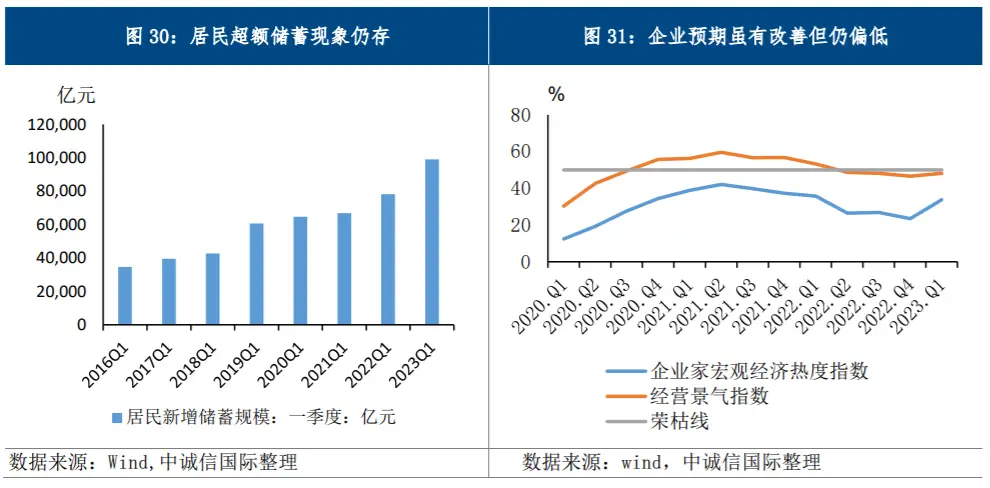 图 30：居民超额储蓄现象仍存
亿元
120,000
100,000
80,000
60,000
40,000
20,000
0
2016Q1
2017Q1
2018Q1
2019Q1
2020Q1
2021Q1
2022Q1
2023Q1
居民新增储蓄规模：一季度：亿元
数据来源：Wind,中诚信国际整理
图 31：企业预期虽有改善但仍偏低
%
80
60
40
20
0
2020.Q1
2020.Q2
2020.Q3
2020.Q4
2021.Q1
2021.Q2
2021.Q3
2021.Q4
2022.Q1
2022.Q2
2022.Q3
2022.Q4
2023.Q1
企业家宏观经济热度指数
经营景气指数
荣枯线
数据来源：wind，中诚信国际整理